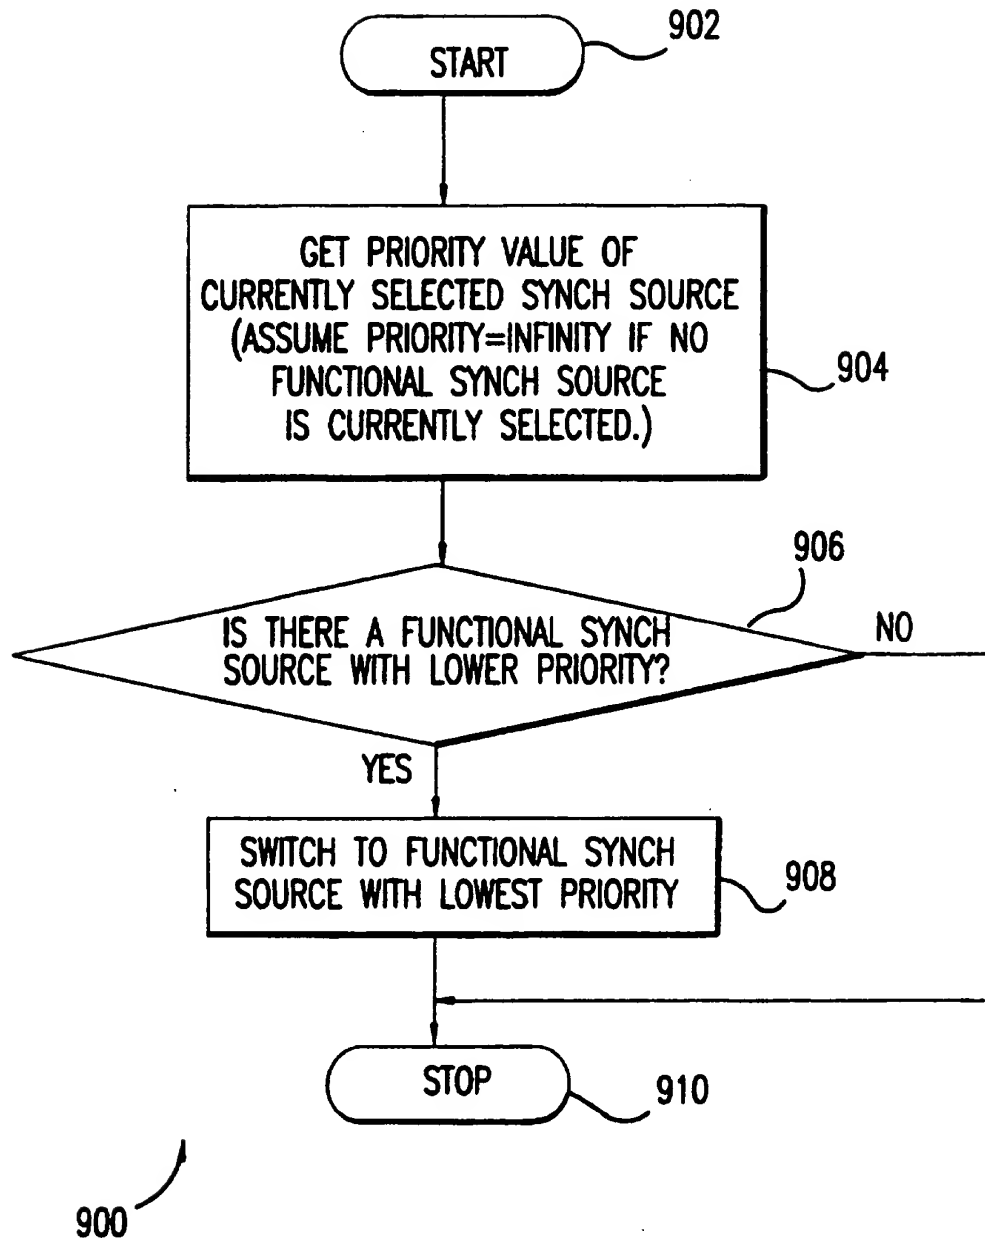 START
902
GET PRIORITY VALUE OF
CURRENTLY SELECTED SYNCH SOURCE
(ASSUME PRIORITY=INFINITY IF NO
FUNCTIONAL SYNCH SOURCE
IS CURRENTLY SELECTED.)
904
906
IS THERE A FUNCTIONAL SYNCH
SOURCE WITH LOWER PRIORITY?
NO
YES
SWITCH TO FUNCTIONAL SYNCH
SOURCE WITH LOWEST PRIORITY
908
STOP
910
900